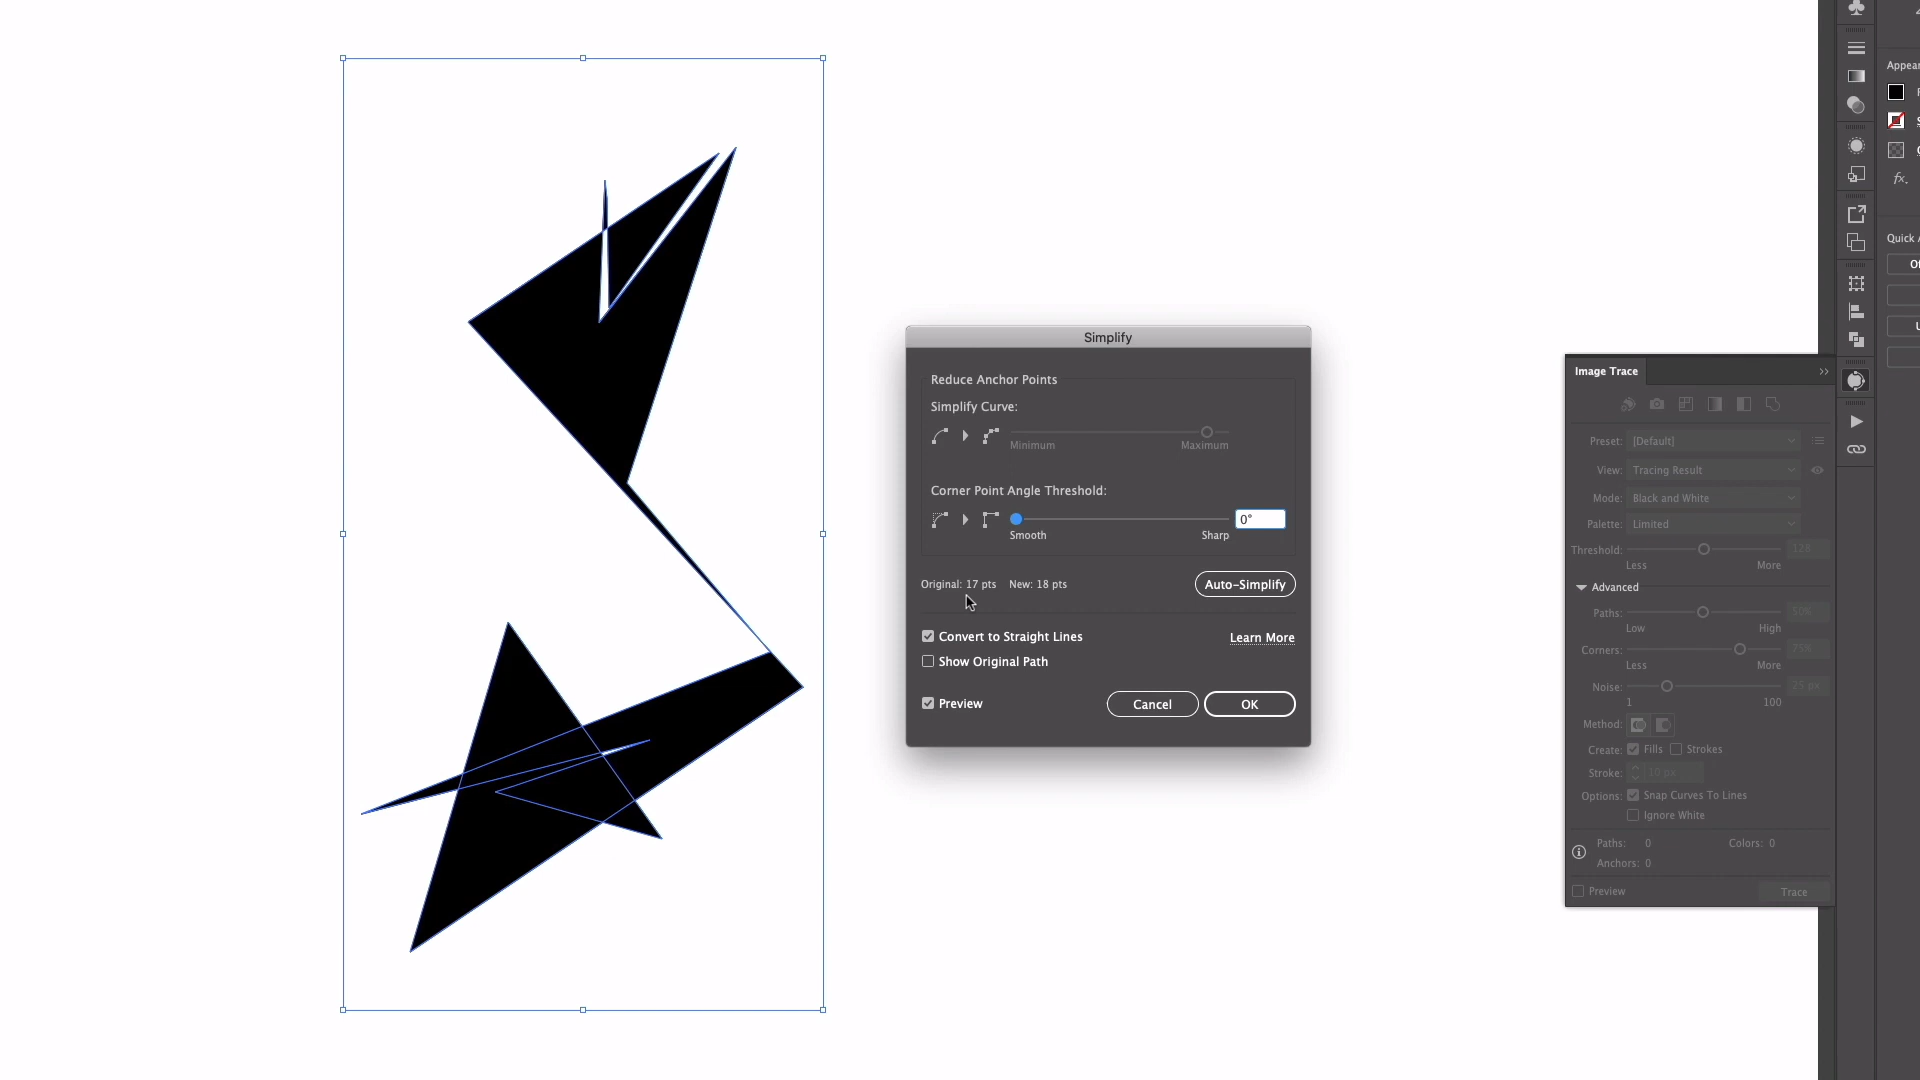 Simplify
Reduce Anchor Points
Simplify Curve:
Minimum Maximum
Corner Point Angle Threshold:
0°
Smooth Sharp
Original: 17 pts New: 18 pts Auto-Simplify
Convert to Straight Lines Learn More
Show Original Path
Preview Cancel OK
Image Trace
Preset: [Default]
View: Tracing Result
Mode: Black and White
Palette: Limited
Threshold: 128
Less More
Advanced
Paths: 50%
Low High
Corners: 75%
Less More
Noise: 25 px
1 100
Method:
Create: Fills Strokes
Stroke: 10 px
Options: Snap Curves To Lines
Ignore White
Paths: 0 Colors: 0
Anchors: 0
Preview Trace
Appear
fx.
Quick A